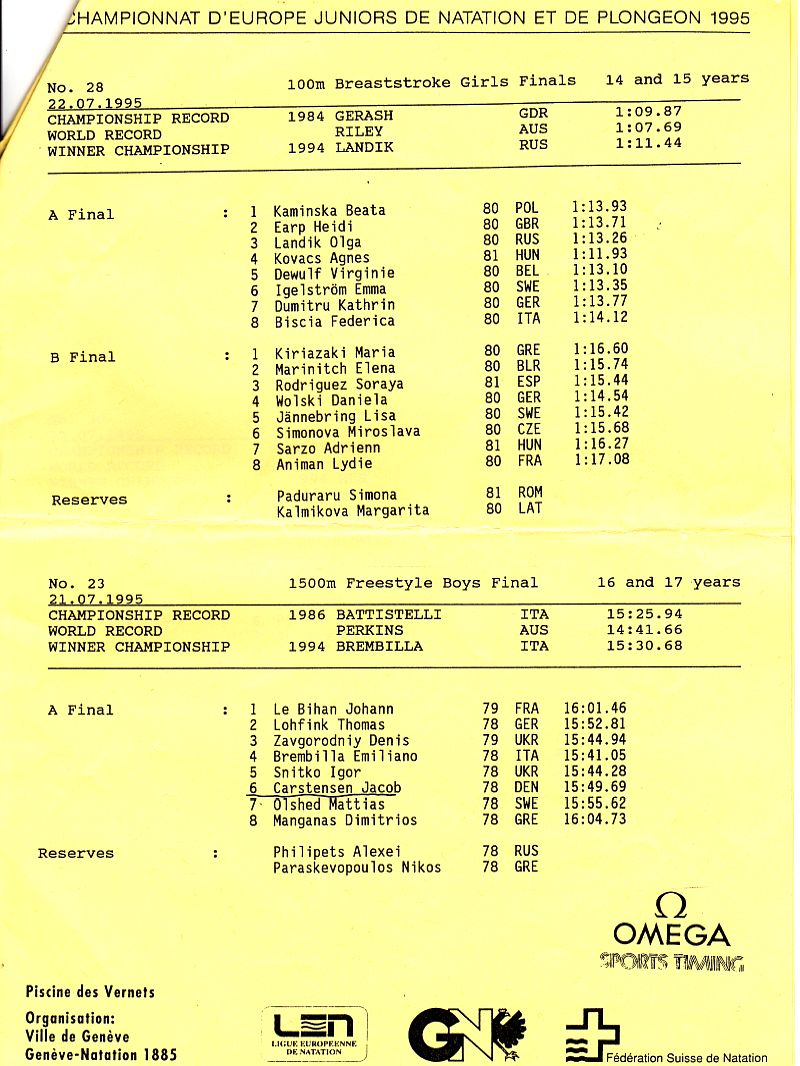 CHAMPIONNAT D'EUROPE JUNIORS DE NATATION ET DE PLONGEON 1995
No. 28 100m Breaststroke Girls Finals 14 and 15 years
22.07.1995
CHAMPIONSHIP RECORD 1984 GERASH GDR 1:09.87
WORLD RECORD RILEY AUS 1:07.69
WINNER CHAMPIONSHIP 1994 LANDIK RUS 1:11.44
A Final : 1 Kaminska Beata 80 POL 1:13.93
2 Earp Heidi 80 GBR 1:13.71
3 Landik Olga 80 RUS 1:13.26
4 Kovacs Agnes 81 HUN 1:11.93
5 Dewulf Virginie 80 BEL 1:13.10
6 Igelström Emma 80 SWE 1:13.35
7 Dumitru Kathrin 80 GER 1:13.77
8 Biscia Federica 80 ITA 1:14.12
B Final : 1 Kiriazaki Maria 80 GRE 1:16.60
2 Marinitch Elena 80 BLR 1:15.74
3 Rodriguez Soraya 81 ESP 1:15.44
4 Wolski Daniela 80 GER 1:14.54
5 Jännebring Lisa 80 SWE 1:15.42
6 Simonova Miroslava 80 CZE 1:15.68
7 Sarzo Adrienn 81 HUN 1:16.27
8 Animan Lydie 80 FRA 1:17.08
Reserves : Paduraru Simona 81 ROM
Kalmikova Margarita 80 LAT
No. 23 1500m Freestyle Boys Final 16 and 17 years
21.07.1995
CHAMPIONSHIP RECORD 1986 BATTISTELLI ITA 15:25.94
WORLD RECORD PERKINS AUS 14:41.66
WINNER CHAMPIONSHIP 1994 BREMBILLA ITA 15:30.68
A Final : 1 Le Bihan Johann 79 FRA 16:01.46
2 Lohfink Thomas 78 GER 15:52.81
3 Zavgorodniy Denis 79 UKR 15:44.94
4 Brembilla Emiliano 78 ITA 15:41.05
5 Snitko Igor 78 UKR 15:44.28
6 Carstensen Jacob 78 DEN 15:49.69
7 Olshed Mattias 78 SWE 15:55.62
8 Manganas Dimitrios 78 GRE 16:04.73
Reserves : Philipets Alexei 78 RUS
Paraskevopoulos Nikos 78 GRE
Ω
OMEGA
SPORTS TIMING
Piscine des Vernets
Organisation:
Ville de Genève
Genève-Natation 1885
LEN
LIGUE EUROPEENNE
DE NATATION
GN
Fédération Suisse de Natation